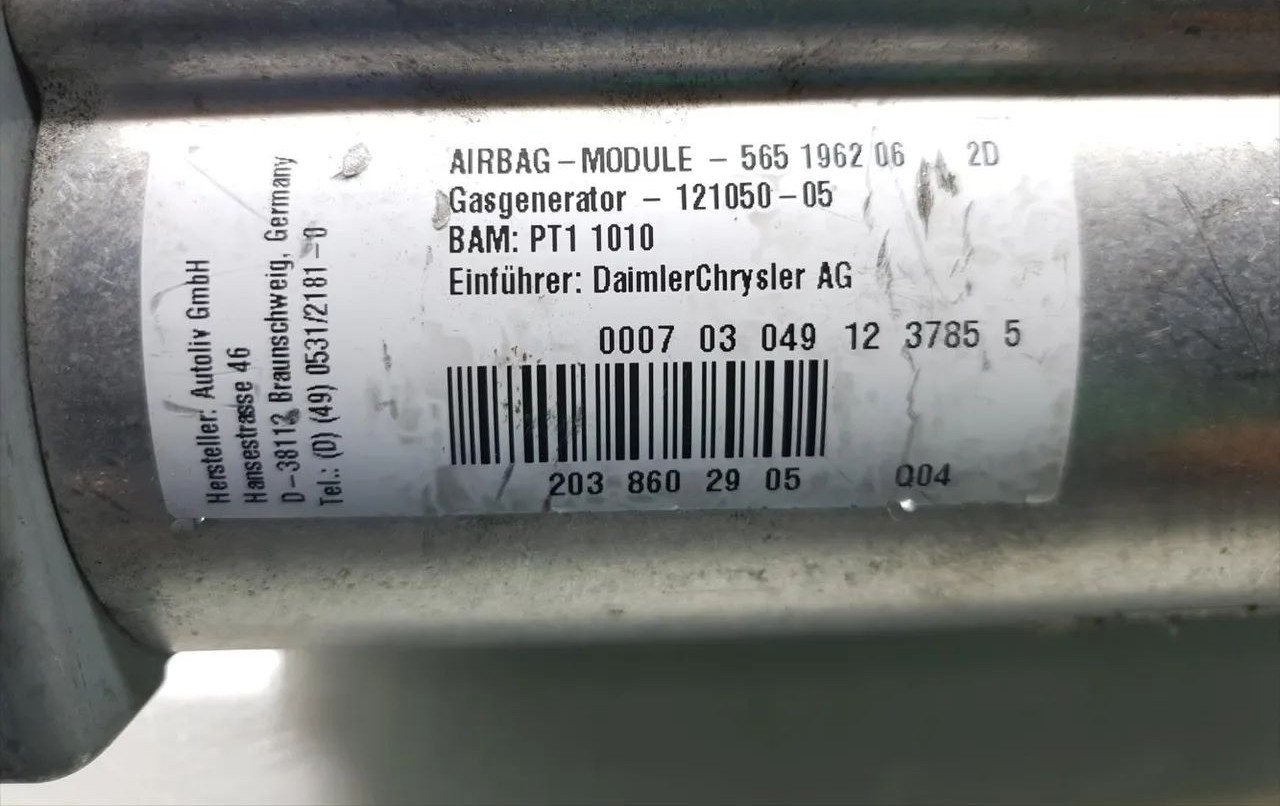 AIRBAG – MODULE – 565 1962 06 2D
Gasgenerator – 121050–05
BAM: PT1 1010
Einführer: DaimlerChrysler AG
0007 03 049 12 3785 5
203 860 29 05 Q04
Hersteller: Autoliv GmbH
Hansestrasse 46
D–38112 Braunschweig, Germany
Tel.: (0) (49) 0531/2181–0